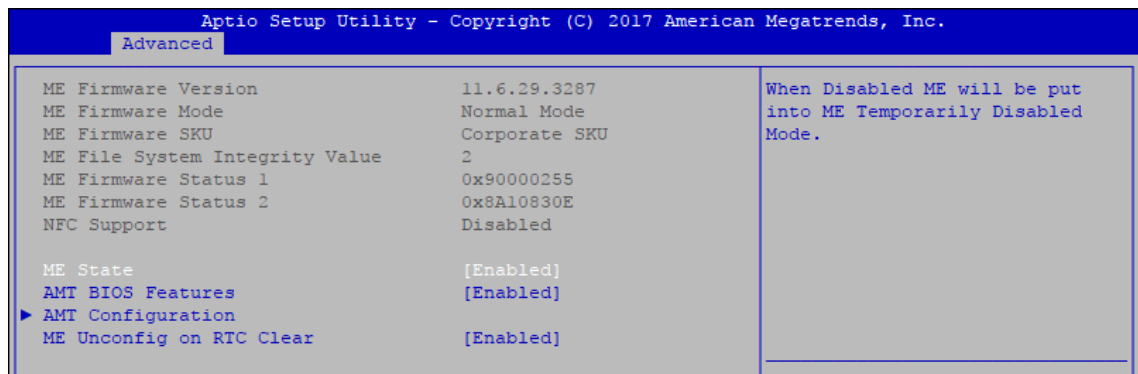 Aptio Setup Utility - Copyright (C) 2017 American Megatrends, Inc.
Advanced
ME Firmware Version 11.6.29.3287
ME Firmware Mode Normal Mode
ME Firmware SKU Corporate SKU
ME File System Integrity Value 2
ME Firmware Status 1 0x90000255
ME Firmware Status 2 0x8A10830E
NFC Support Disabled
ME State [Enabled]
AMT BIOS Features [Enabled]
► AMT Configuration
ME Unconfig on RTC Clear [Enabled]
When Disabled ME will be put
into ME Temporarily Disabled
Mode.